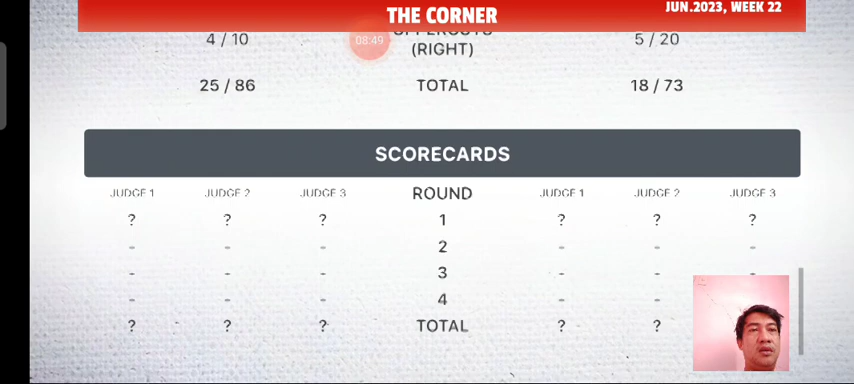 THE CORNER
JUN.2023, WEEK 22
4 / 10 08:49 5 / 20
(RIGHT)
25 / 86 TOTAL 18 / 73
SCORECARDS
JUDGE 1 JUDGE 2 JUDGE 3 ROUND JUDGE 1 JUDGE 2 JUDGE 3
? ? ? 1 ? ? ?
- - - 2 - - -
- - - 3 - - -
- - - 4 - -
? ? ? TOTAL ? ?